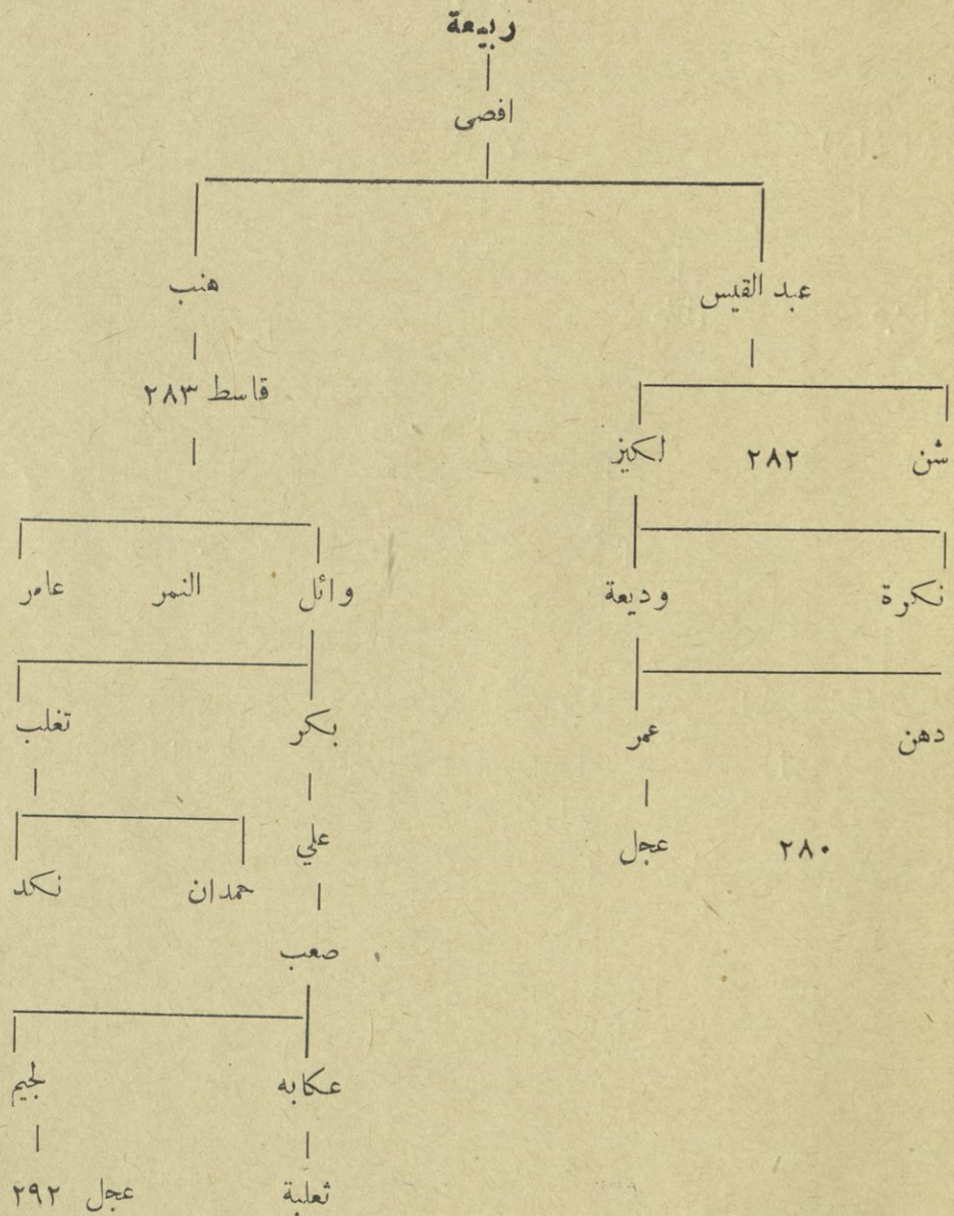 ربيعة
افصى
عبد القيس هنب
قاسط ٢٨٣
شن ٢٨٢ لكيز
نكرة وديعة وائل النمر عامر
دهن عمر بكر تغلب
عجل ٢٨٠ علي
حمدان نكد
صعب
عكابه لجيم
ثعلبة عجل ٢٩٢